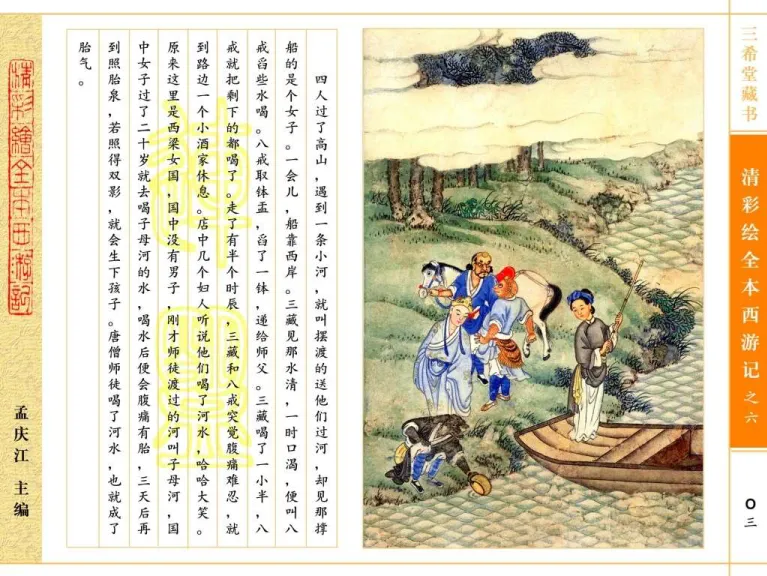 三希堂藏书
清彩绘全本西游记之六
〇三
四人过了高山，遇到一条小河，就叫摆渡的送他们过河，却见那撑
船的是个女子。一会儿，船靠西岸。三藏见那水清，一时口渴，便叫八
戒舀些水喝。八戒取钵盂，舀了一钵，递给师父。三藏喝了一小半，八
戒就把剩下的都喝了。走了有半个时辰，三藏和八戒突觉腹痛难忍，就
到路边一个小酒家休息。店中几个妇人听说他们喝了河水，哈哈大笑。
原来这里是西梁女国，国中没有男子，刚才师徒渡过的河叫子母河，国
中女子过了二十岁就去喝子母河的水，喝水后便会腹痛有胎，三天后再
到照胎泉，若照得双影，就会生下孩子。唐僧师徒喝了河水，也就成了
胎气。
清彩繪全本西游記
孟庆江 主编